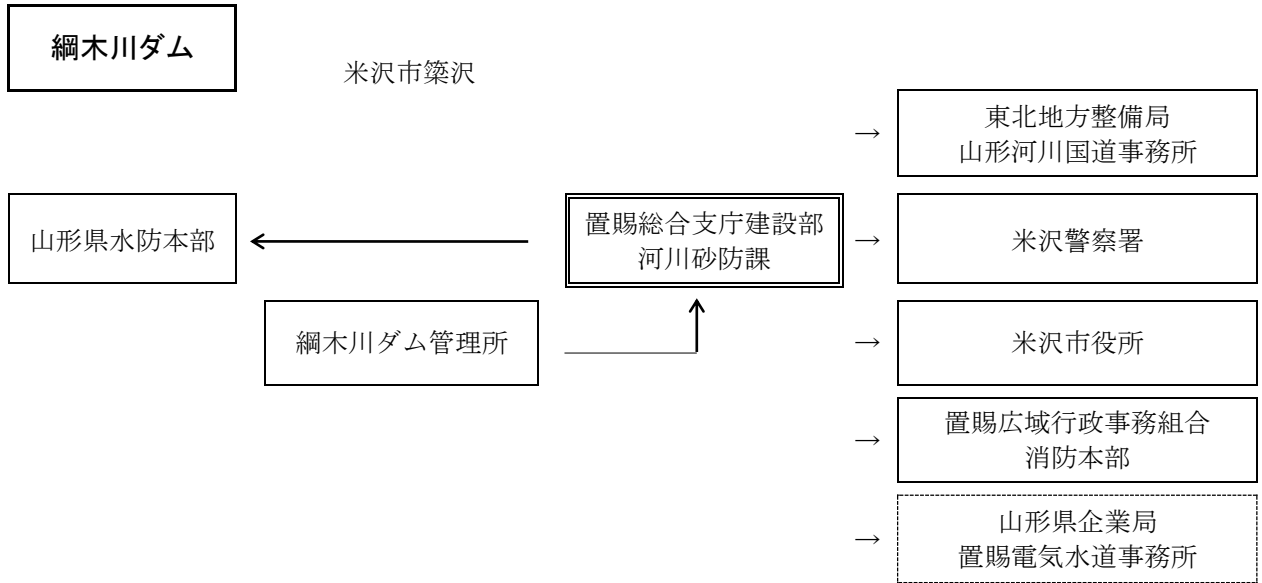 綱木川ダム
米沢市簗沢
→
東北地方整備局
山形河川国道事務所
山形県水防本部
置賜総合支庁建設部
河川砂防課
→
米沢警察署
綱木川ダム管理所
→
米沢市役所
→
置賜広域行政事務組合
消防本部
→
山形県企業局
置賜電気水道事務所